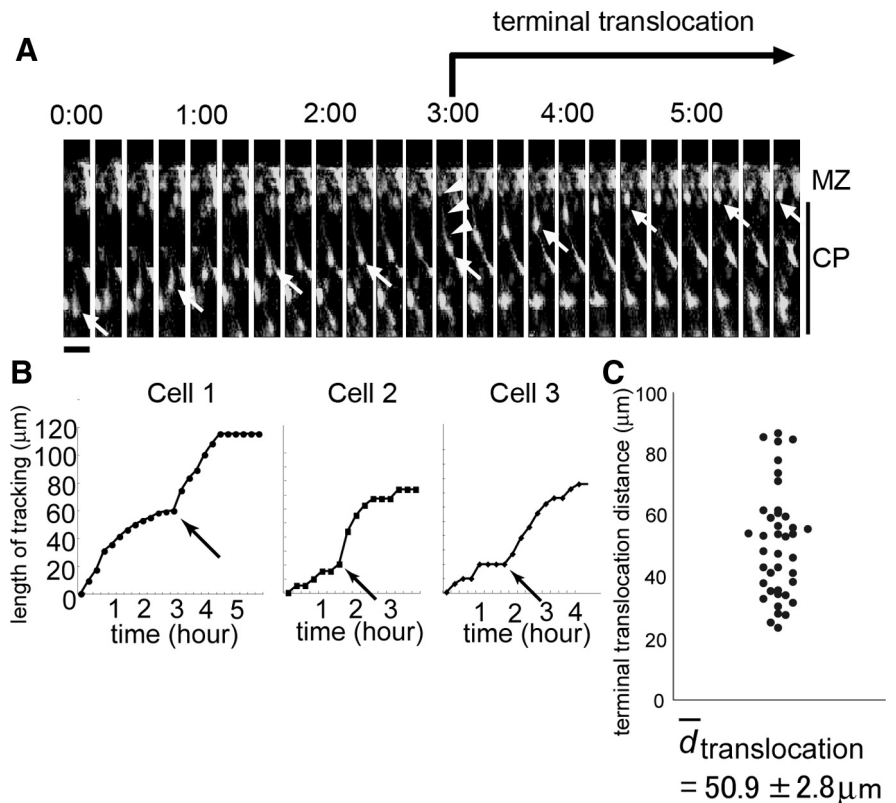 terminal translocation
A
0:00 1:00 2:00 3:00 4:00 5:00
MZ
CP
B
Cell 1 Cell 2 Cell 3
length of tracking (μm)
120
100
80
60
40
20
0
1 2 3 4 5
time (hour)
1 2 3
time (hour)
1 2 3 4
time (hour)
C
terminal translocation distance (μm)
100
80
60
40
20
0
d translocation
= 50.9 ± 2.8μm